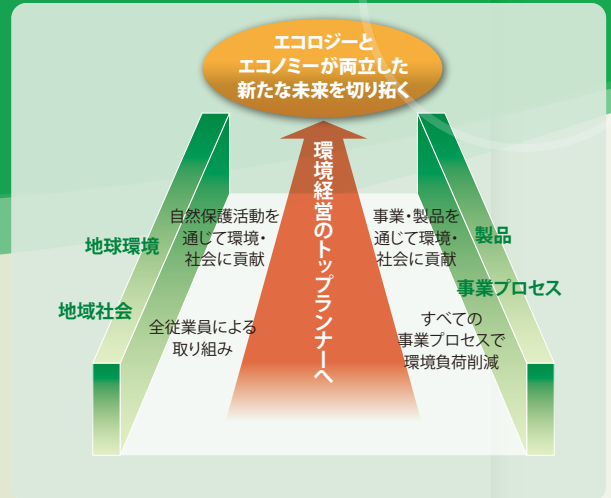 エコロジーと
エコノミーが両立した
新たな未来を切り拓く
環境経営のトップランナーへ
自然保護活動を
通じて環境・
社会に貢献
事業・製品を
通じて環境・
社会に貢献
地球環境
製品
地域社会
事業プロセス
全従業員による
取り組み
すべての
事業プロセスで
環境負荷削減